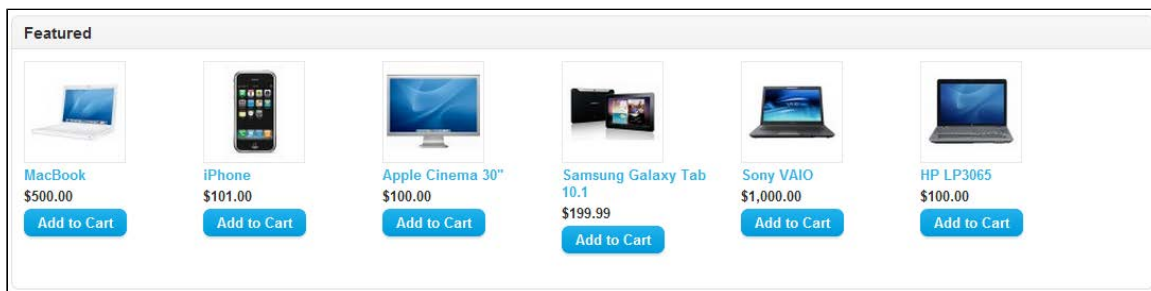 Featured
MacBook
$500.00
Add to Cart
iPhone
$101.00
Add to Cart
Apple Cinema 30"
$100.00
Add to Cart
Samsung Galaxy Tab
10.1
$199.99
Add to Cart
Sony VAIO
$1,000.00
Add to Cart
HP LP3065
$100.00
Add to Cart